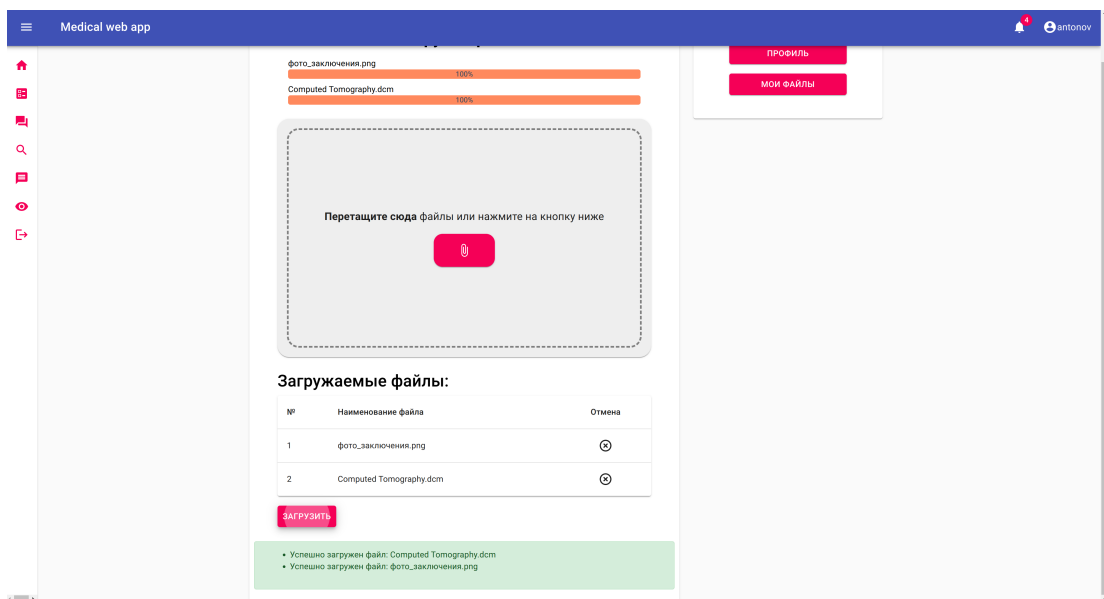 Medical web app
4
antonov
фото_заключения.png
100%
Computed Tomography.dcm
100%
ПРОФИЛЬ
МОИ ФАЙЛЫ
Перетащите сюда файлы или нажмите на кнопку ниже
Загружаемые файлы:
№ Наименование файла Отмена
1 фото_заключения.png
2 Computed Tomography.dcm
ЗАГРУЗИТЬ
• Успешно загружен файл: Computed Tomography.dcm
• Успешно загружен файл: фото_заключения.png